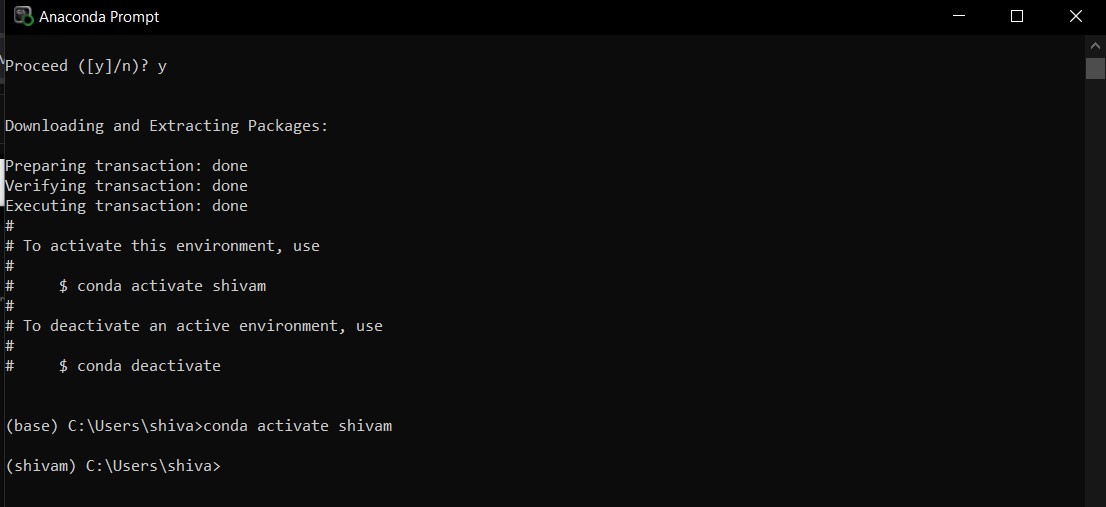 Anaconda Prompt
Proceed ([y]/n)? y
Downloading and Extracting Packages:
Preparing transaction: done
Verifying transaction: done
Executing transaction: done
#
# To activate this environment, use
#
#     $ conda activate shivam
#
# To deactivate an active environment, use
#
#     $ conda deactivate
(base) C:\Users\shiva>conda activate shivam
(shivam) C:\Users\shiva>